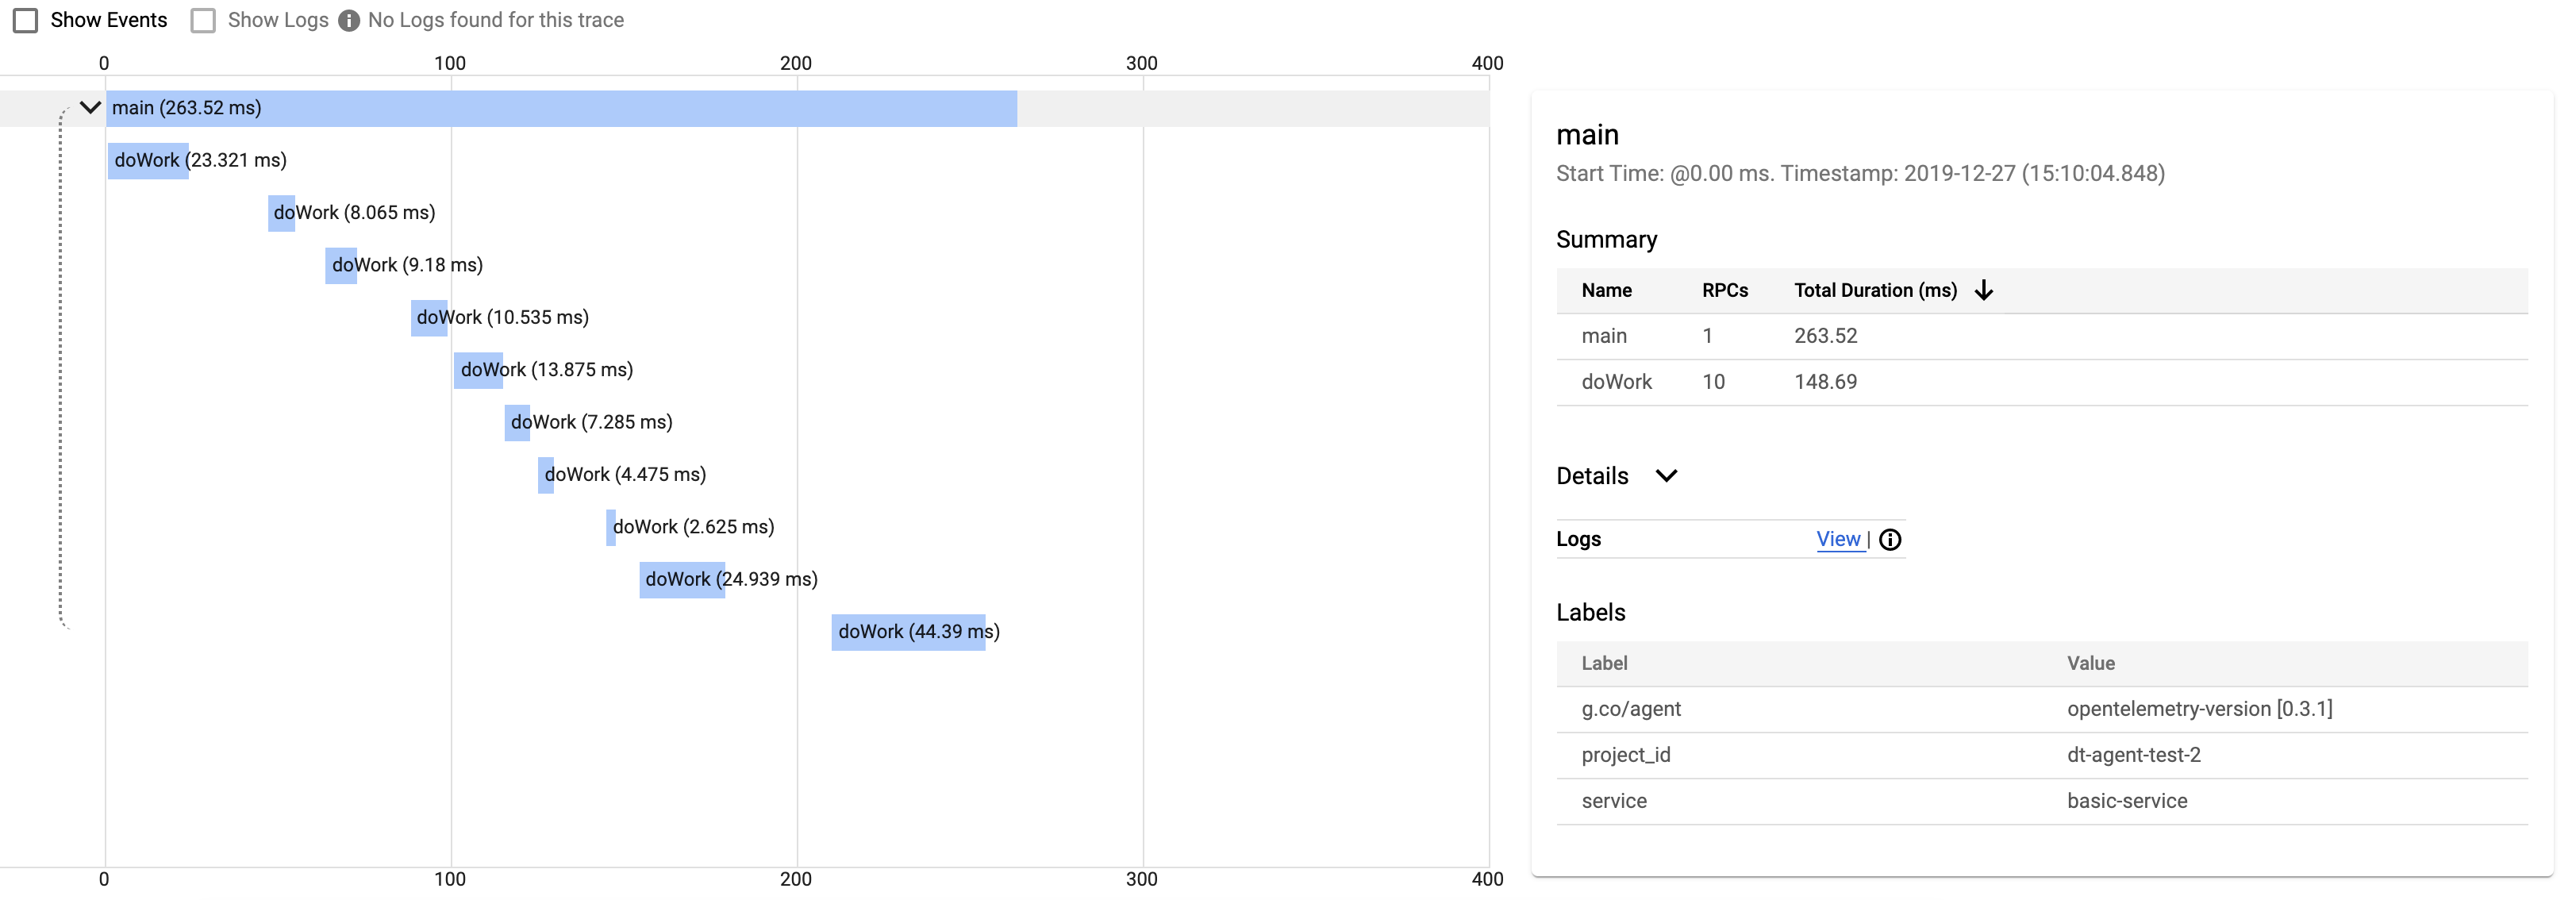 Show Events Show Logs No Logs found for this trace
0 100 200 300 400
main (263.52 ms)
doWork (23.321 ms)
doWork (8.065 ms)
doWork (9.18 ms)
doWork (10.535 ms)
doWork (13.875 ms)
doWork (7.285 ms)
doWork (4.475 ms)
doWork (2.625 ms)
doWork (24.939 ms)
doWork (44.39 ms)
0 100 200 300 400
main
Start Time: @0.00 ms. Timestamp: 2019-12-27 (15:10:04.848)
Summary
Name RPCs Total Duration (ms)
main 1 263.52
doWork 10 148.69
Details
Logs View |
Labels
Label Value
g.co/agent opentelemetry-version [0.3.1]
project_id dt-agent-test-2
service basic-service